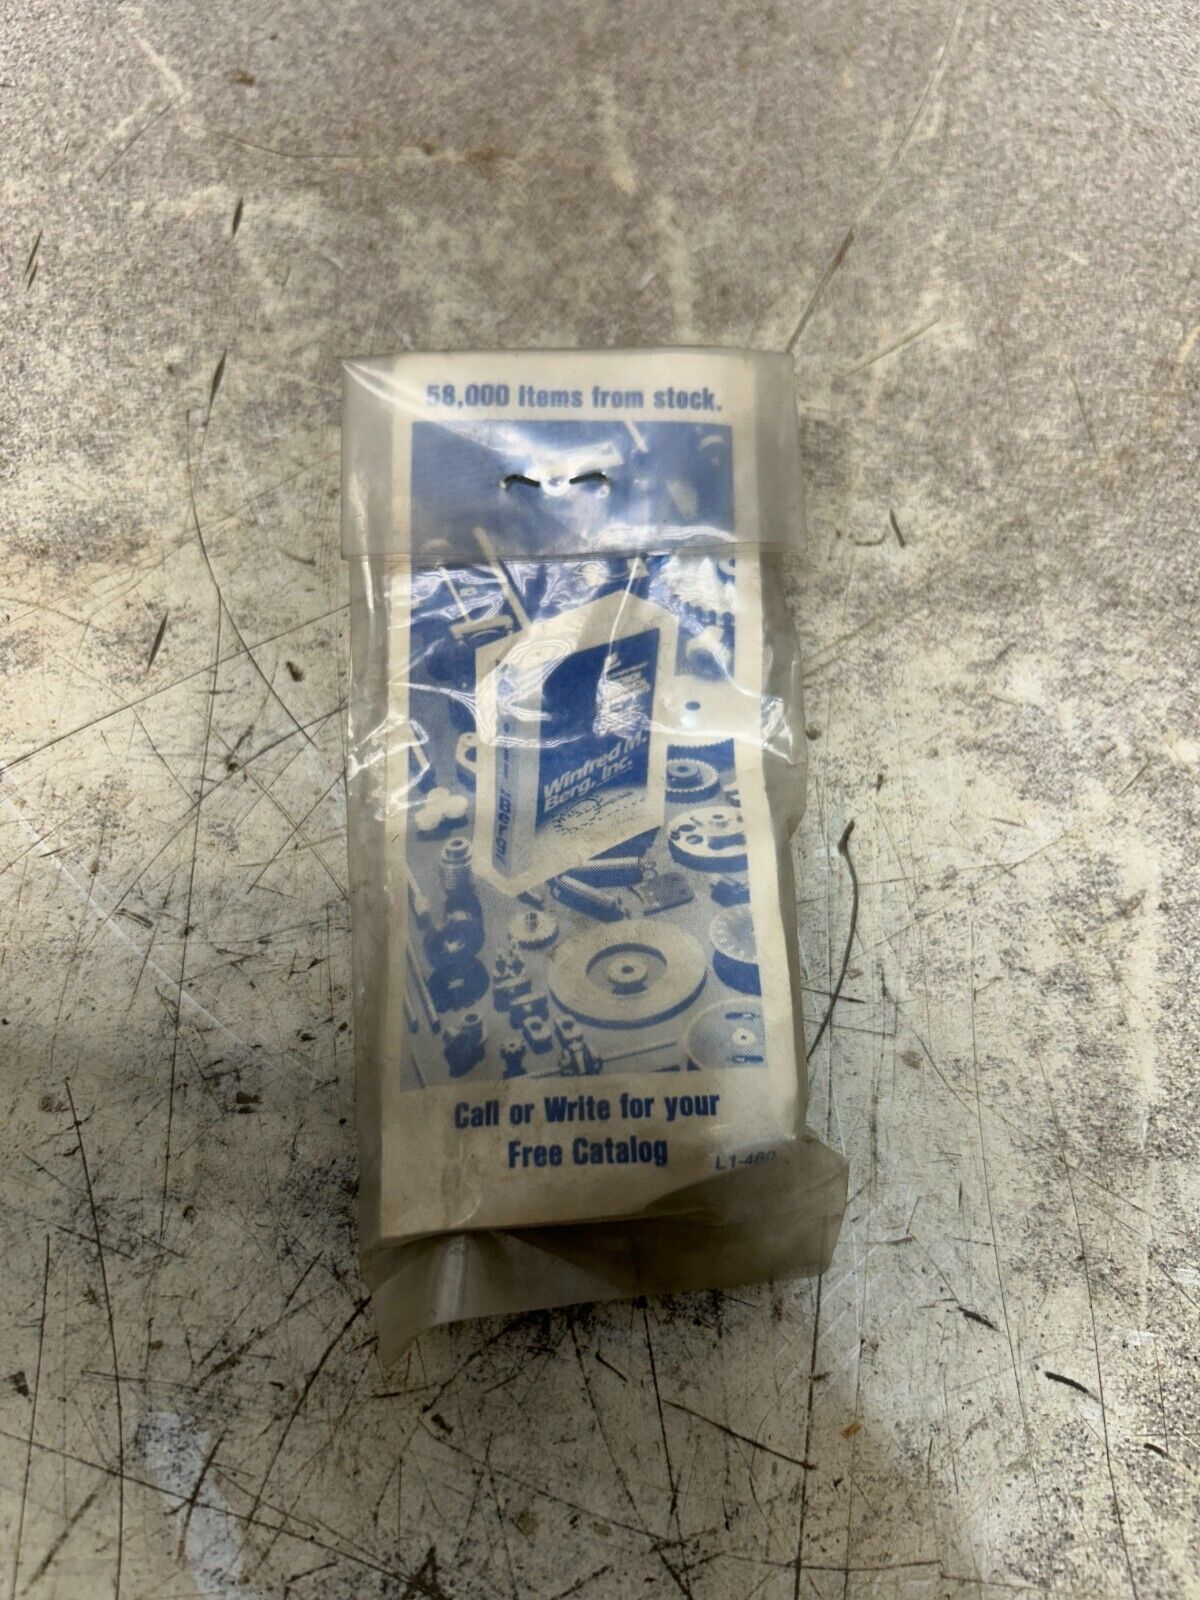 58,000 Items from stock.
Winfred M.
Berg, Inc.
Call or Write for your
Free Catalog
L1-460